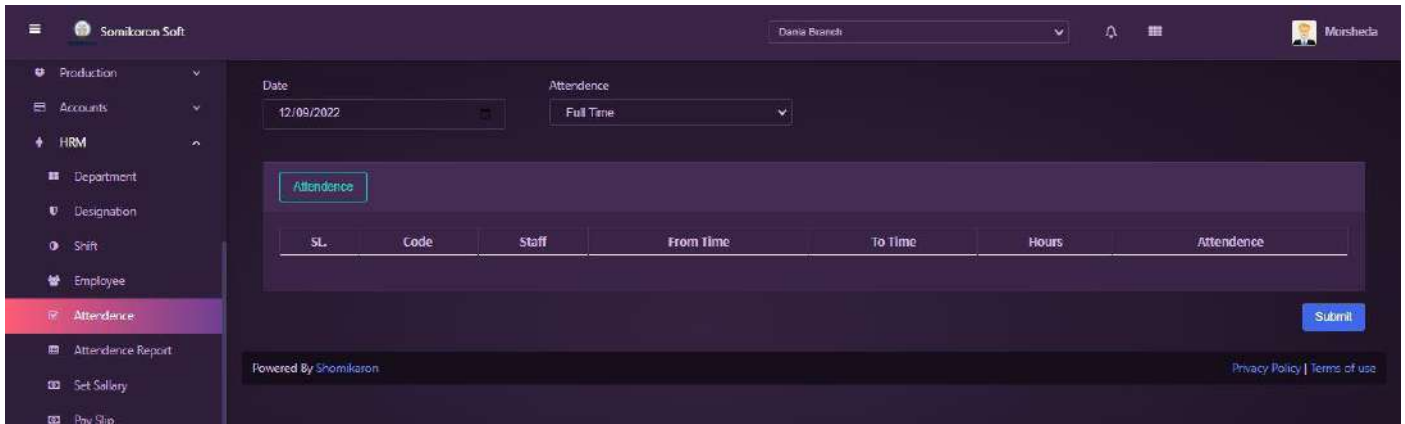 Somikoron Soft
Dania Branch
Morsheda
Production
Accounts
HRM
Department
Designation
Shift
Employee
Attendence
Attendence Report
Set Sallery
Pay Slip
Date
Attendence
12/09/2022
Full Time
Attendence
SL. Code Staff From Time To Time Hours Attendence
Submit
Powered By Shomikaron
Privacy Policy | Terms of use